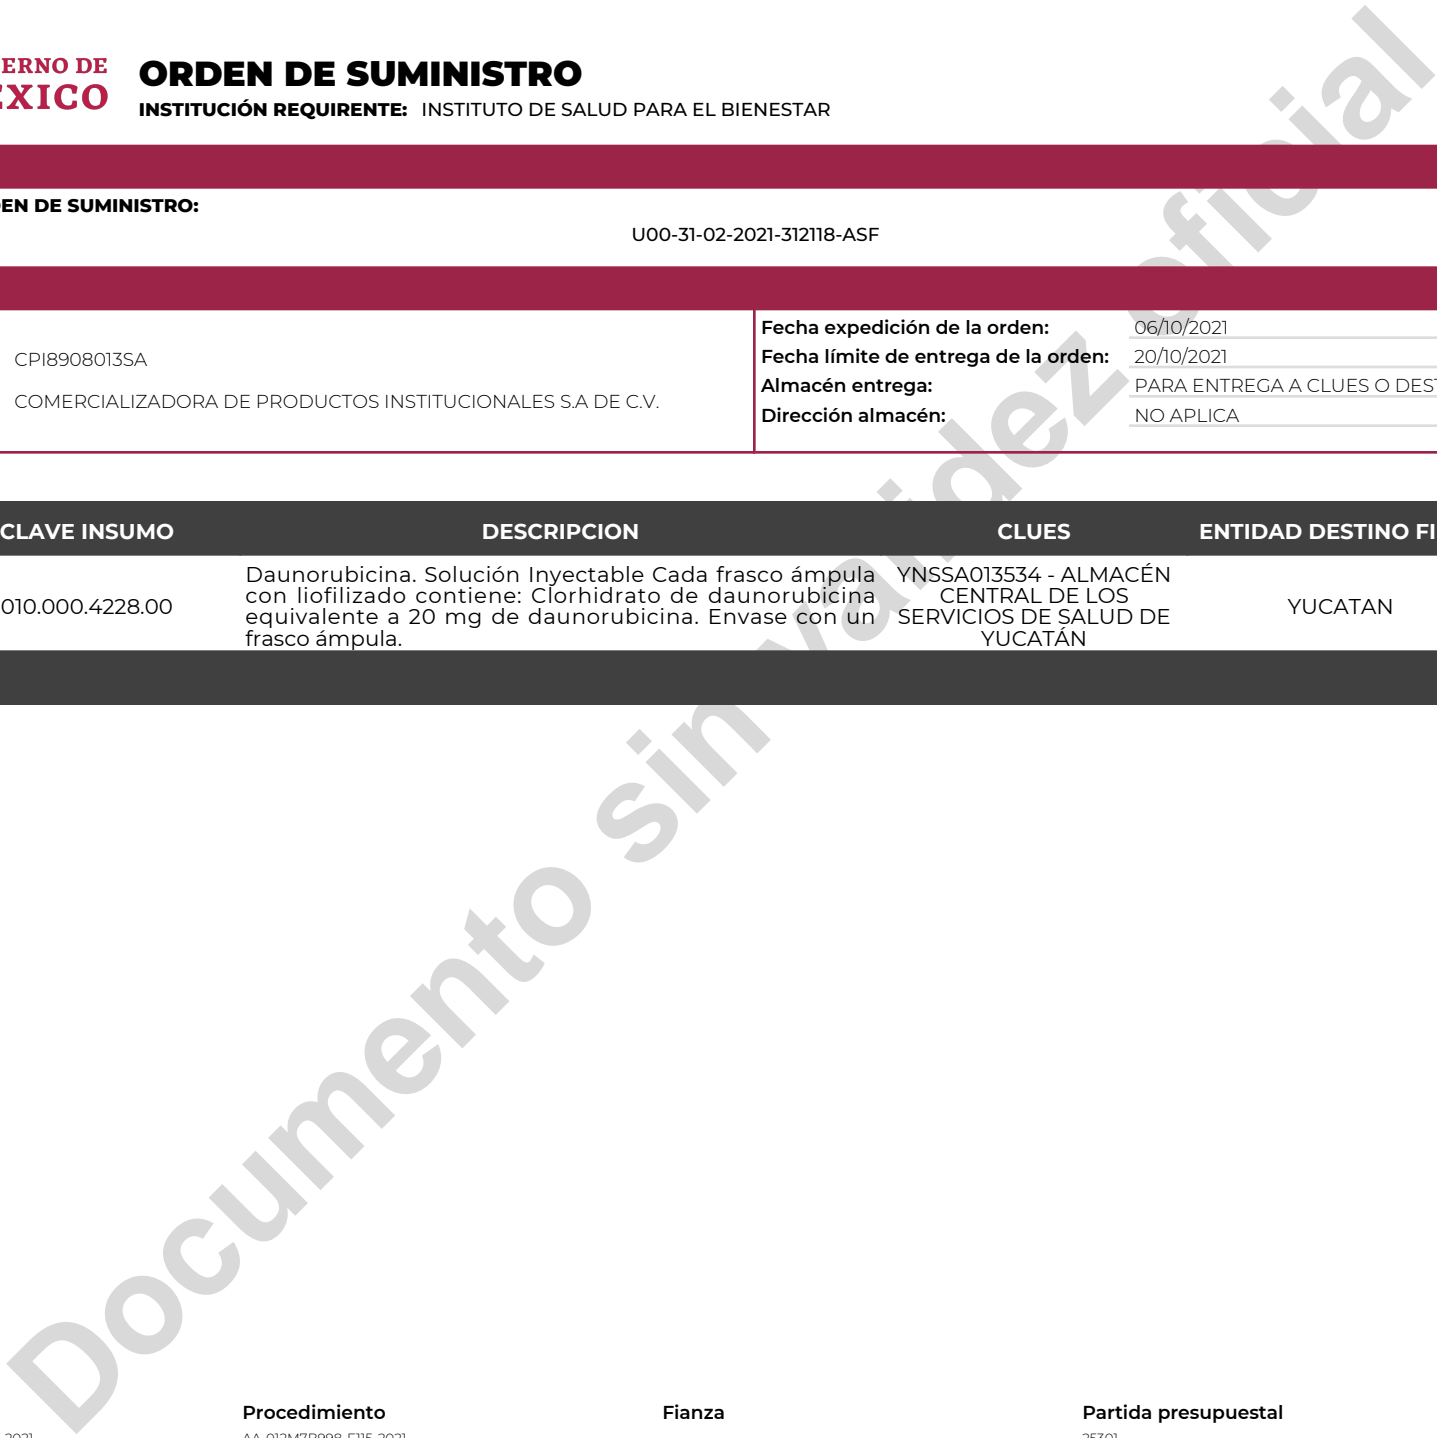 ERNO DE
EXICO
ORDEN DE SUMINISTRO
INSTITUCIÓN REQUIRENTE: INSTITUTO DE SALUD PARA EL BIENESTAR
EN DE SUMINISTRO:
U00-31-02-2021-312118-ASF
CPI8908013SA
COMERCIALIZADORA DE PRODUCTOS INSTITUCIONALES S.A DE C.V.
Fecha expedición de la orden: 06/10/2021
Fecha límite de entrega de la orden: 20/10/2021
Almacén entrega: PARA ENTREGA A CLUES O DEST
Dirección almacén: NO APLICA
CLAVE INSUMO DESCRIPCION CLUES ENTIDAD DESTINO FI
010.000.4228.00
Daunorubicina. Solución Inyectable Cada frasco ámpula
con liofilizado contiene: Clorhidrato de daunorubicina
equivalente a 20 mg de daunorubicina. Envase con un
frasco ámpula.
YNSSA013534 - ALMACÉN
CENTRAL DE LOS
SERVICIOS DE SALUD DE
YUCATÁN
YUCATAN
Documento sin validez oficial
Procedimiento Fianza Partida presupuestal